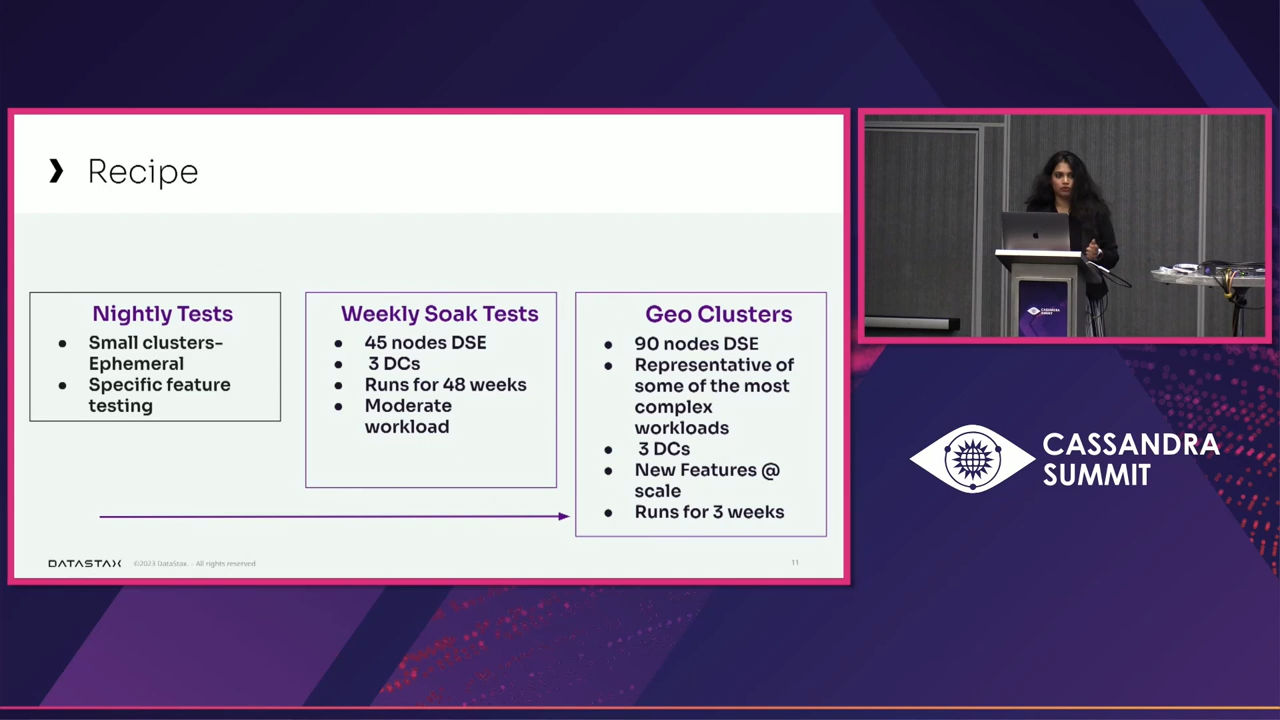 ❯ Recipe
Nightly Tests
● Small clusters-
Ephemeral
● Specific feature
testing
Weekly Soak Tests
● 45 nodes DSE
● 3 DCs
● Runs for 48 weeks
● Moderate
workload
Geo Clusters
● 90 nodes DSE
● Representative of
some of the most
complex
workloads
● 3 DCs
● New Features @
scale
● Runs for 3 weeks
DATASTAX
©2023 DataStax. – All rights reserved
11
CASSANDRA
SUMMIT
CASSANDRA
SUMMIT